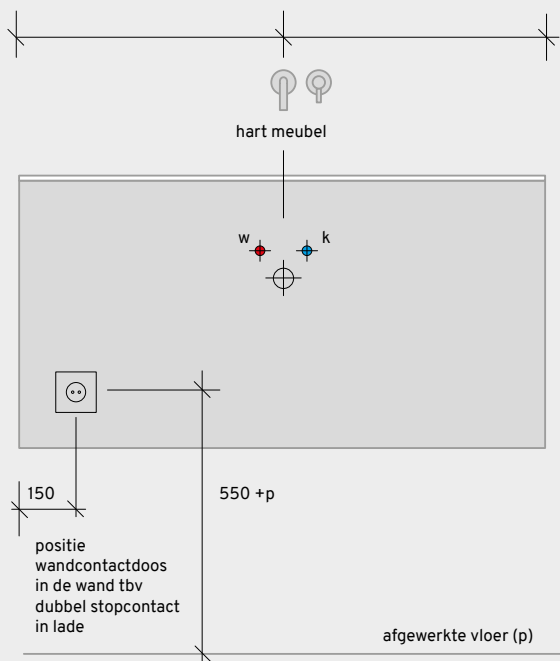 hart meubel
w
k
150
550 +p
positie
wandcontactdoos
in de wand tbv
dubbel stopcontact
in lade
afgewerkte vloer (p)